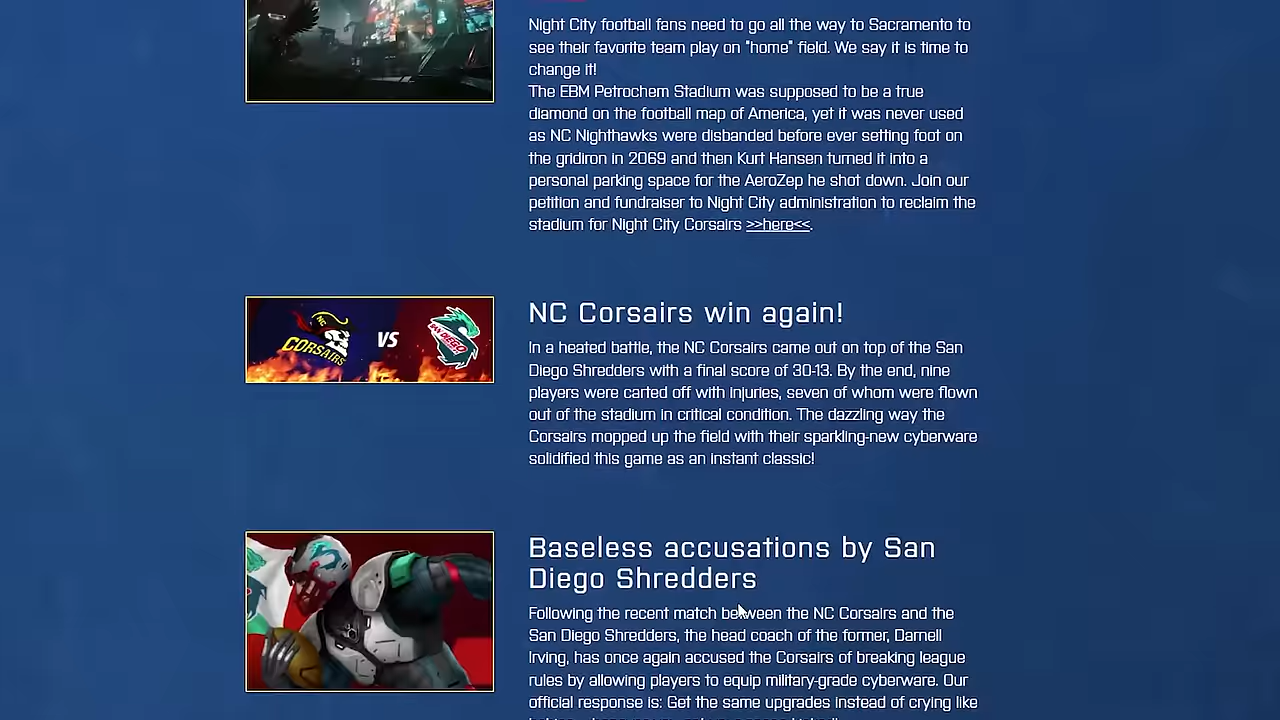 Night City football fans need to go all the way to Sacramento to
see their favorite team play on "home" field. We say it is time to
change it!
The EBM Petrochem Stadium was supposed to be a true
diamond on the football map of America, yet it was never used
as NC Nighthawks were disbanded before ever setting foot on
the gridiron in 2069 and then Kurt Hansen turned it into a
personal parking space for the AeroZep he shot down. Join our
petition and fundraiser to Night City administration to reclaim the
stadium for Night City Corsairs >>here<<.
NC
CORSAIRS
VS
SAN DIEGO
NC Corsairs win again!
In a heated battle, the NC Corsairs came out on top of the San
Diego Shredders with a final score of 30-13. By the end, nine
players were carted off with injuries, seven of whom were flown
out of the stadium in critical condition. The dazzling way the
Corsairs mopped up the field with their sparkling-new cyberware
solidified this game as an instant classic!
Baseless accusations by San
Diego Shredders
Following the recent match between the NC Corsairs and the
San Diego Shredders, the head coach of the former, Darnell
Irving, has once again accused the Corsairs of breaking league
rules by allowing players to equip military-grade cyberware. Our
official response is: Get the same upgrades instead of crying like